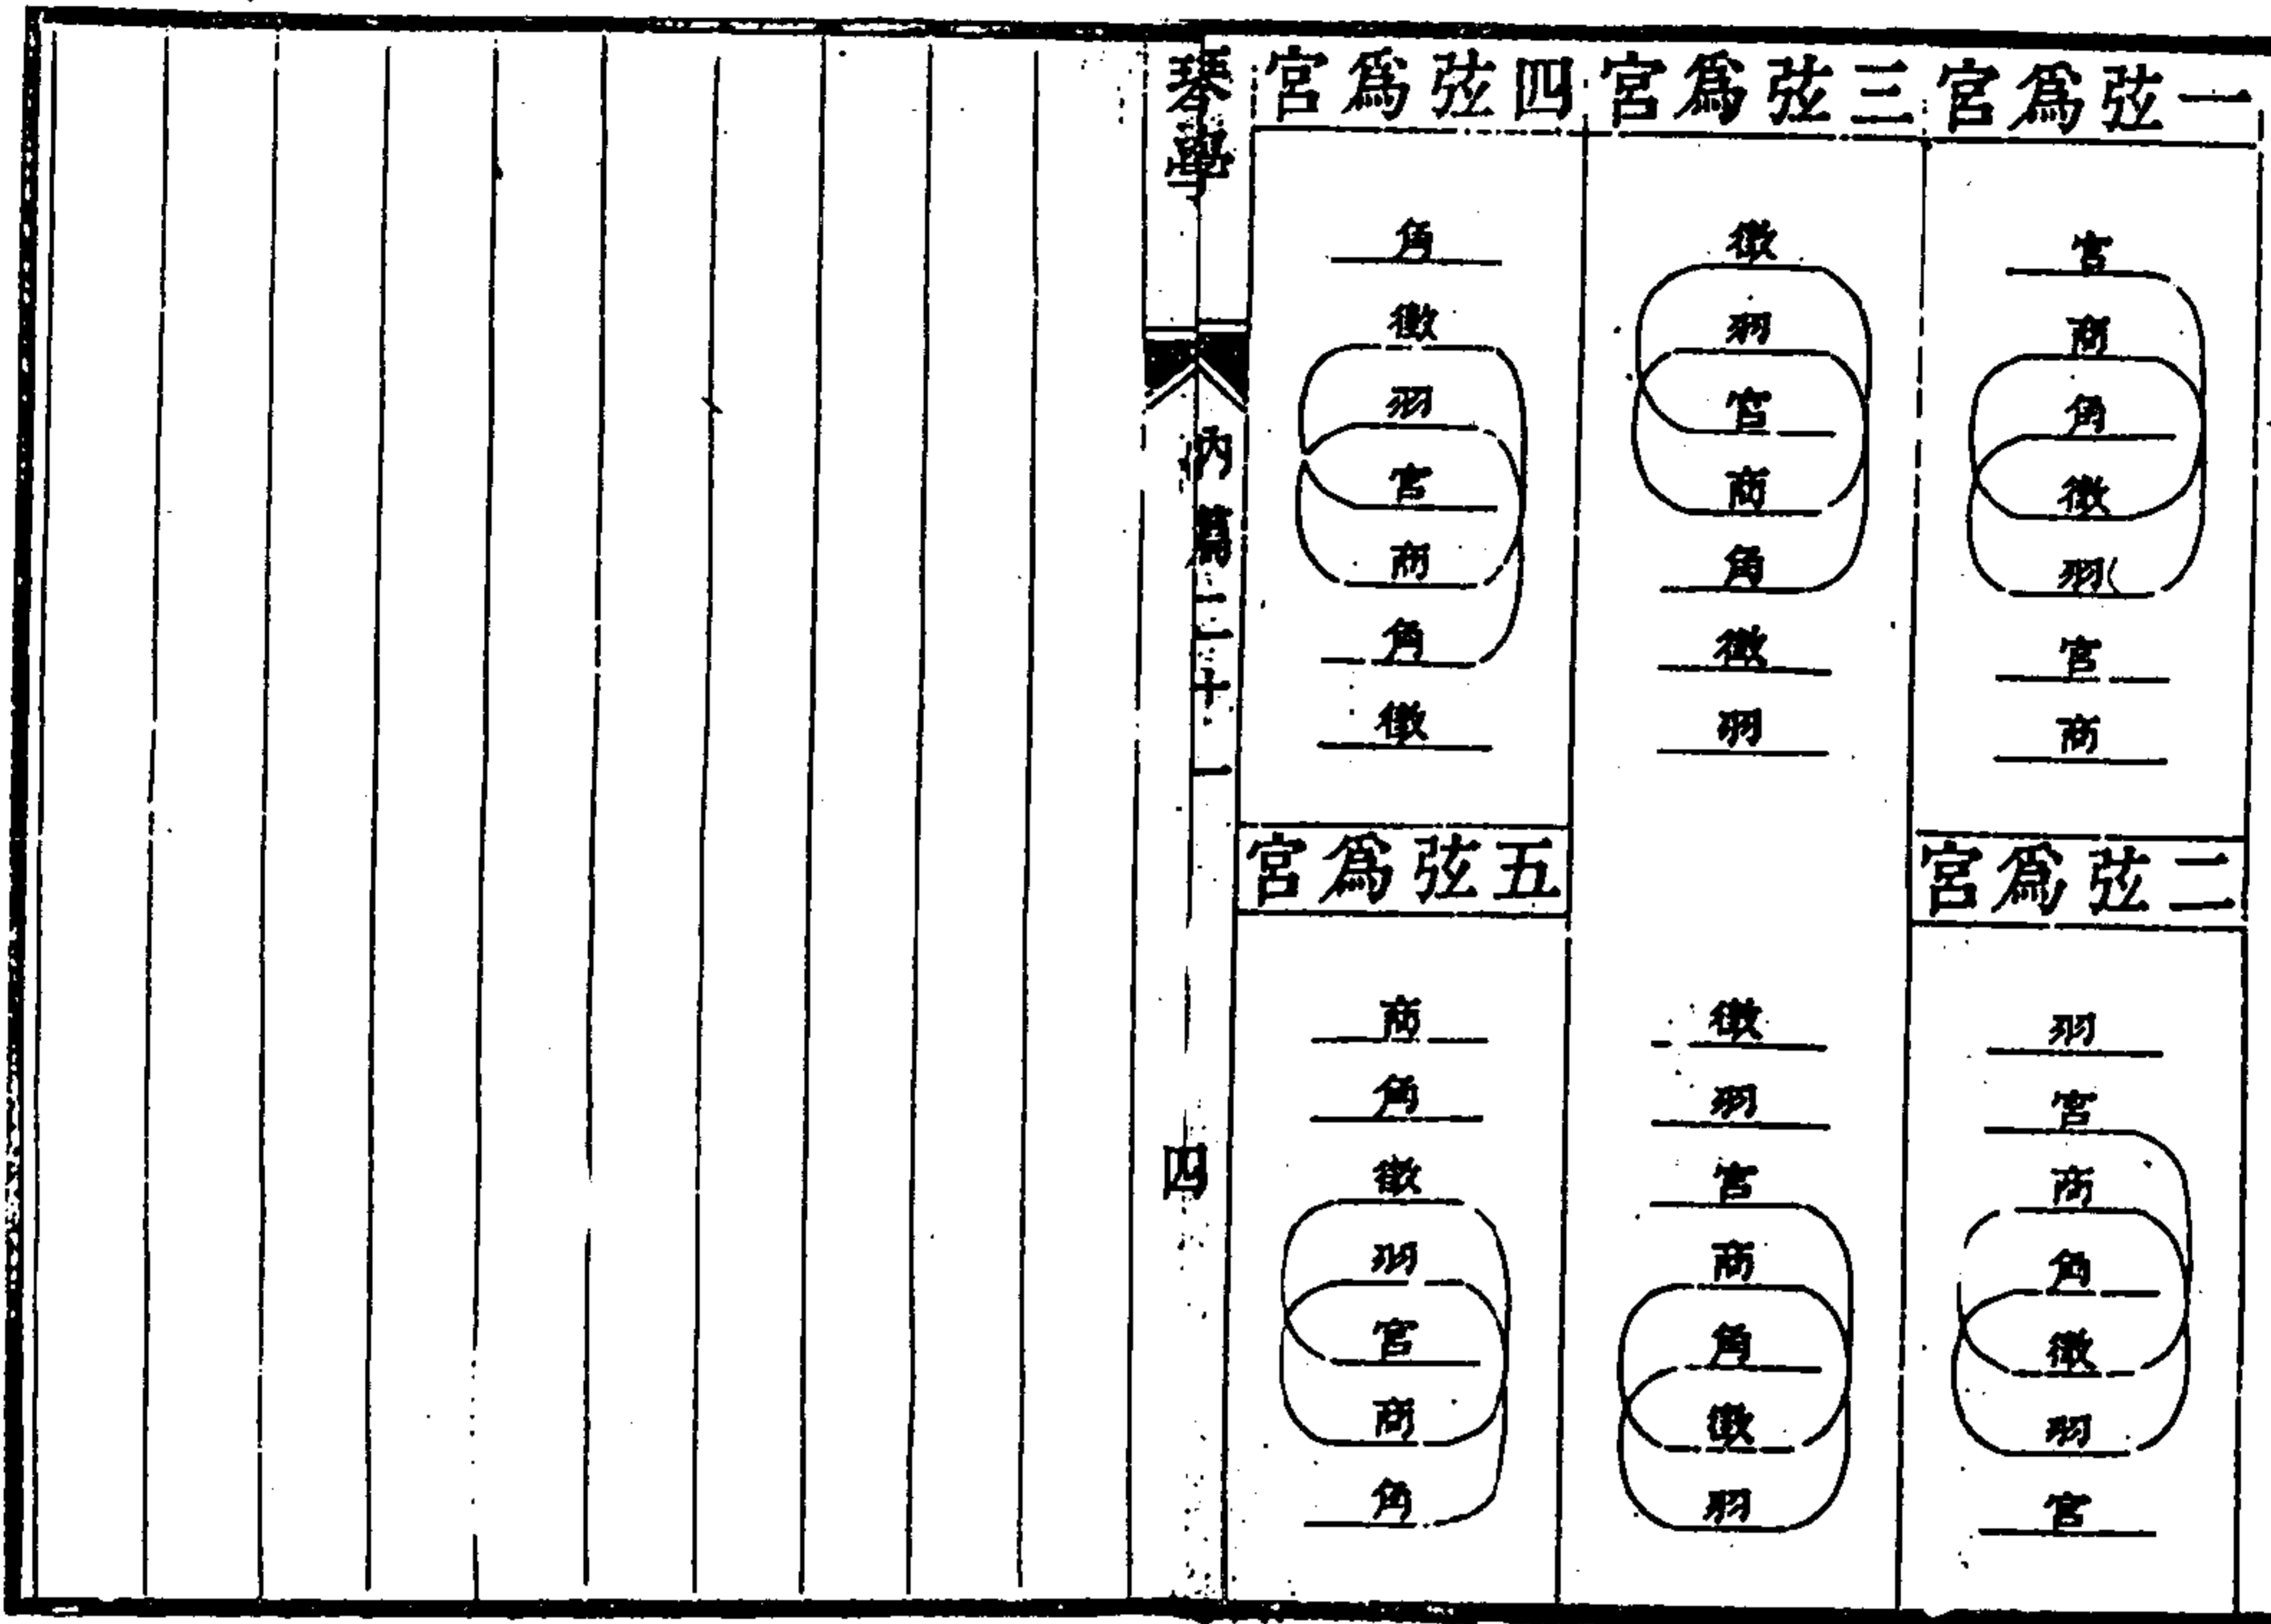 一弦爲宮
宮
商
角
徵
羽
宮
商
二弦爲宮
羽
宮
商
角
徵
羽
宮
三弦爲宮
徵
羽
宮
商
角
徵
羽
徵
羽
宮
商
角
徵
羽
四弦爲宮
角
徵
羽
宮
商
角
徵
五弦爲宮
商
角
徵
羽
宮
商
角
琴學
內篇二十一
四